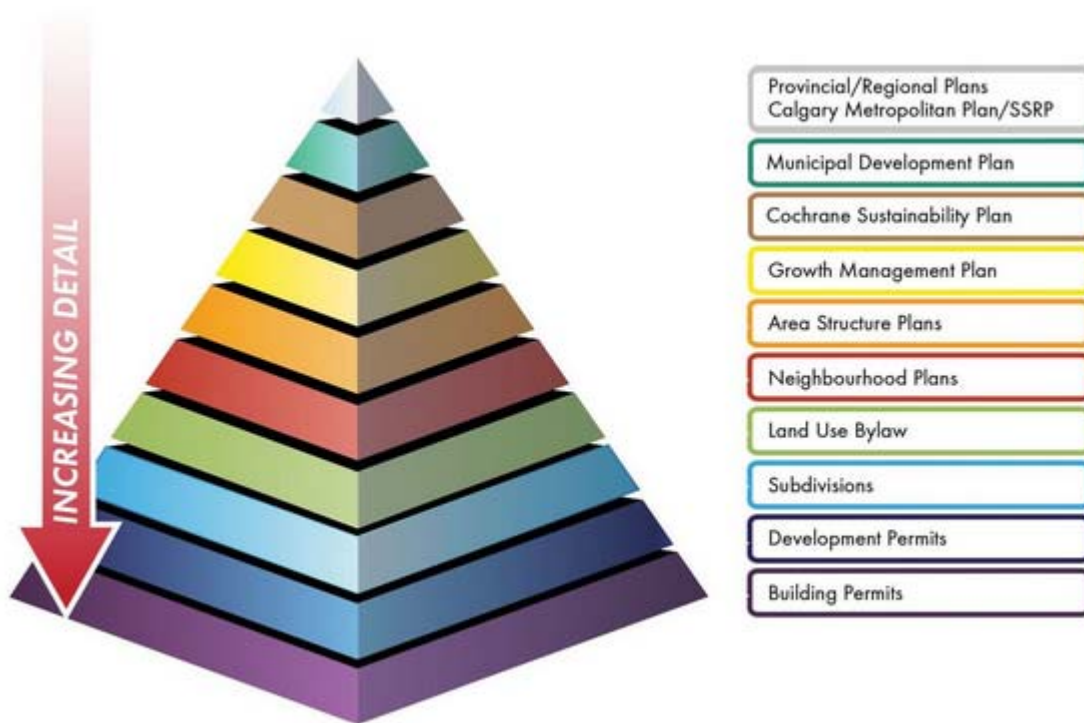 INCREASING DETAIL
Provincial/Regional Plans
Calgary Metropolitan Plan/SSRP
Municipal Development Plan
Cochrane Sustainability Plan
Growth Management Plan
Area Structure Plans
Neighbourhood Plans
Land Use Bylaw
Subdivisions
Development Permits
Building Permits